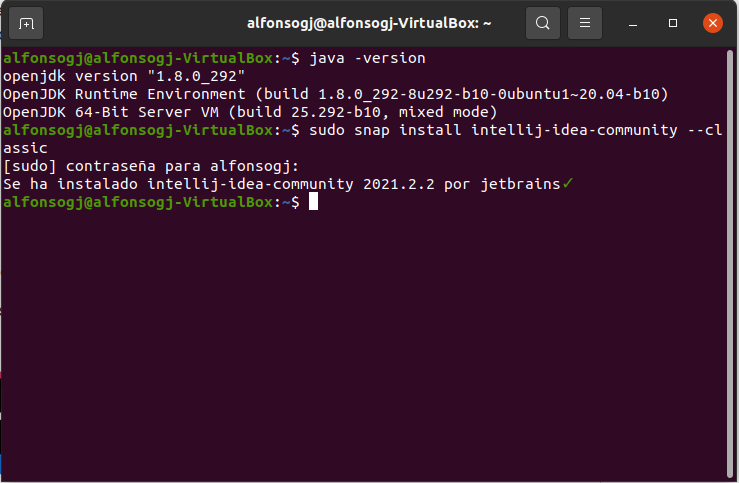 alfonsogj@alfonsogj-VirtualBox: ~
alfonsogj@alfonsogj-VirtualBox:~$ java -version
openjdk version "1.8.0_292"
OpenJDK Runtime Environment (build 1.8.0_292-8u292-b10-0ubuntu1~20.04-b10)
OpenJDK 64-Bit Server VM (build 25.292-b10, mixed mode)
alfonsogj@alfonsogj-VirtualBox:~$ sudo snap install intellij-idea-community --cl
assic
[sudo] contraseña para alfonsogj:
Se ha instalado intellij-idea-community 2021.2.2 por jetbrains✓
alfonsogj@alfonsogj-VirtualBox:~$